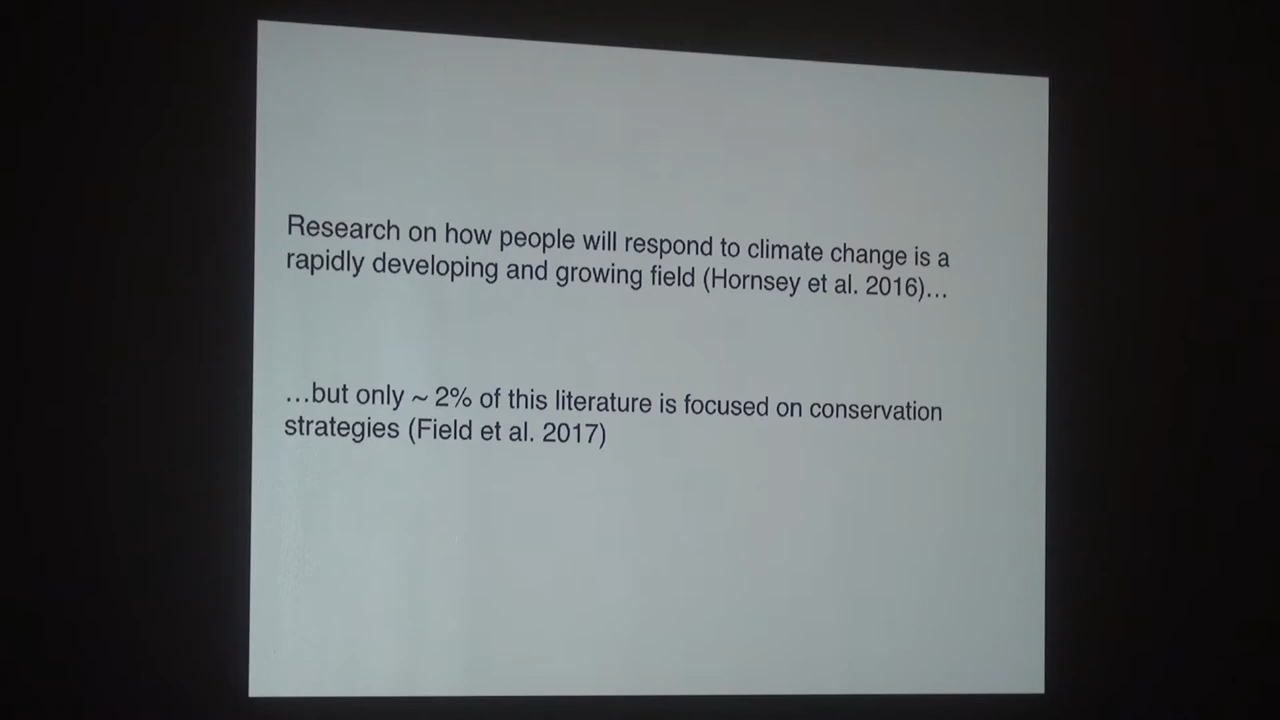 Research on how people will respond to climate change is a
rapidly developing and growing field (Hornsey et al. 2016)…
…but only ~ 2% of this literature is focused on conservation
strategies (Field et al. 2017)